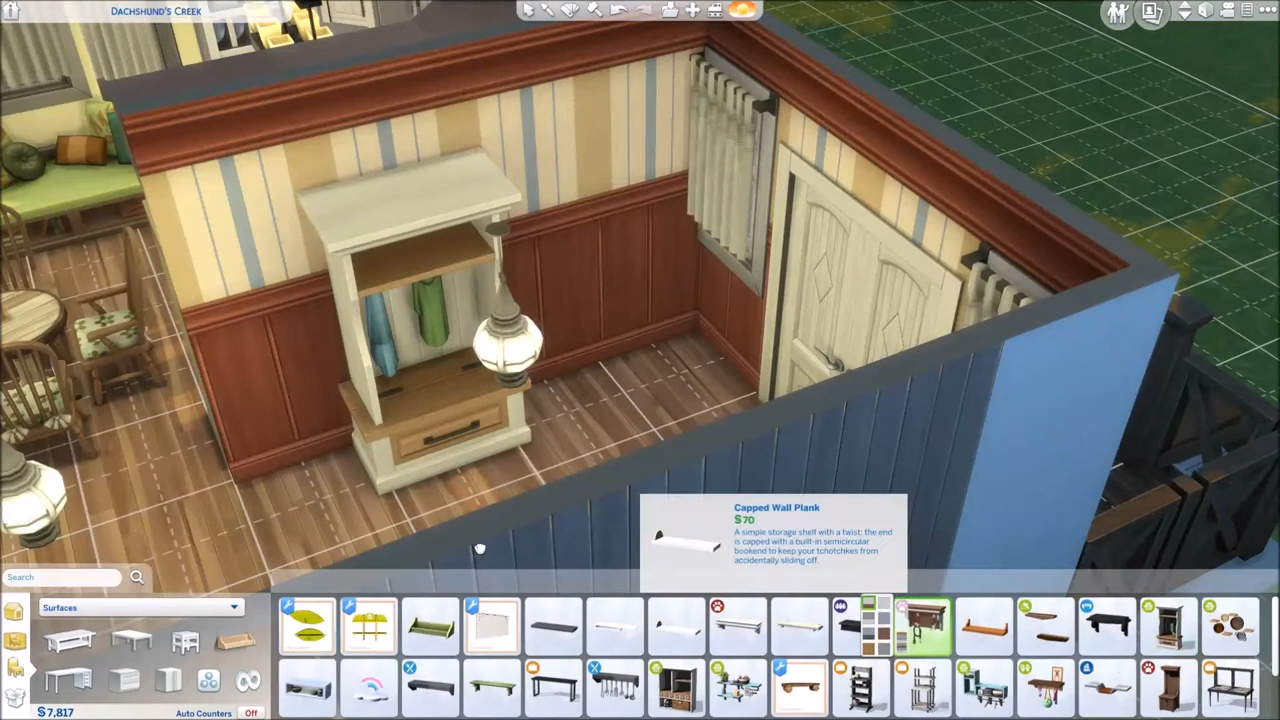 DACHSHUND'S CREEK
Capped Wall Plank
$70
A simple storage shelf with a twist: the end
is capped with a built-in semicircular
bookend to keep your tchotchkes from
accidentally sliding off.
Search
Surfaces
$7,817
Auto Counters
Off